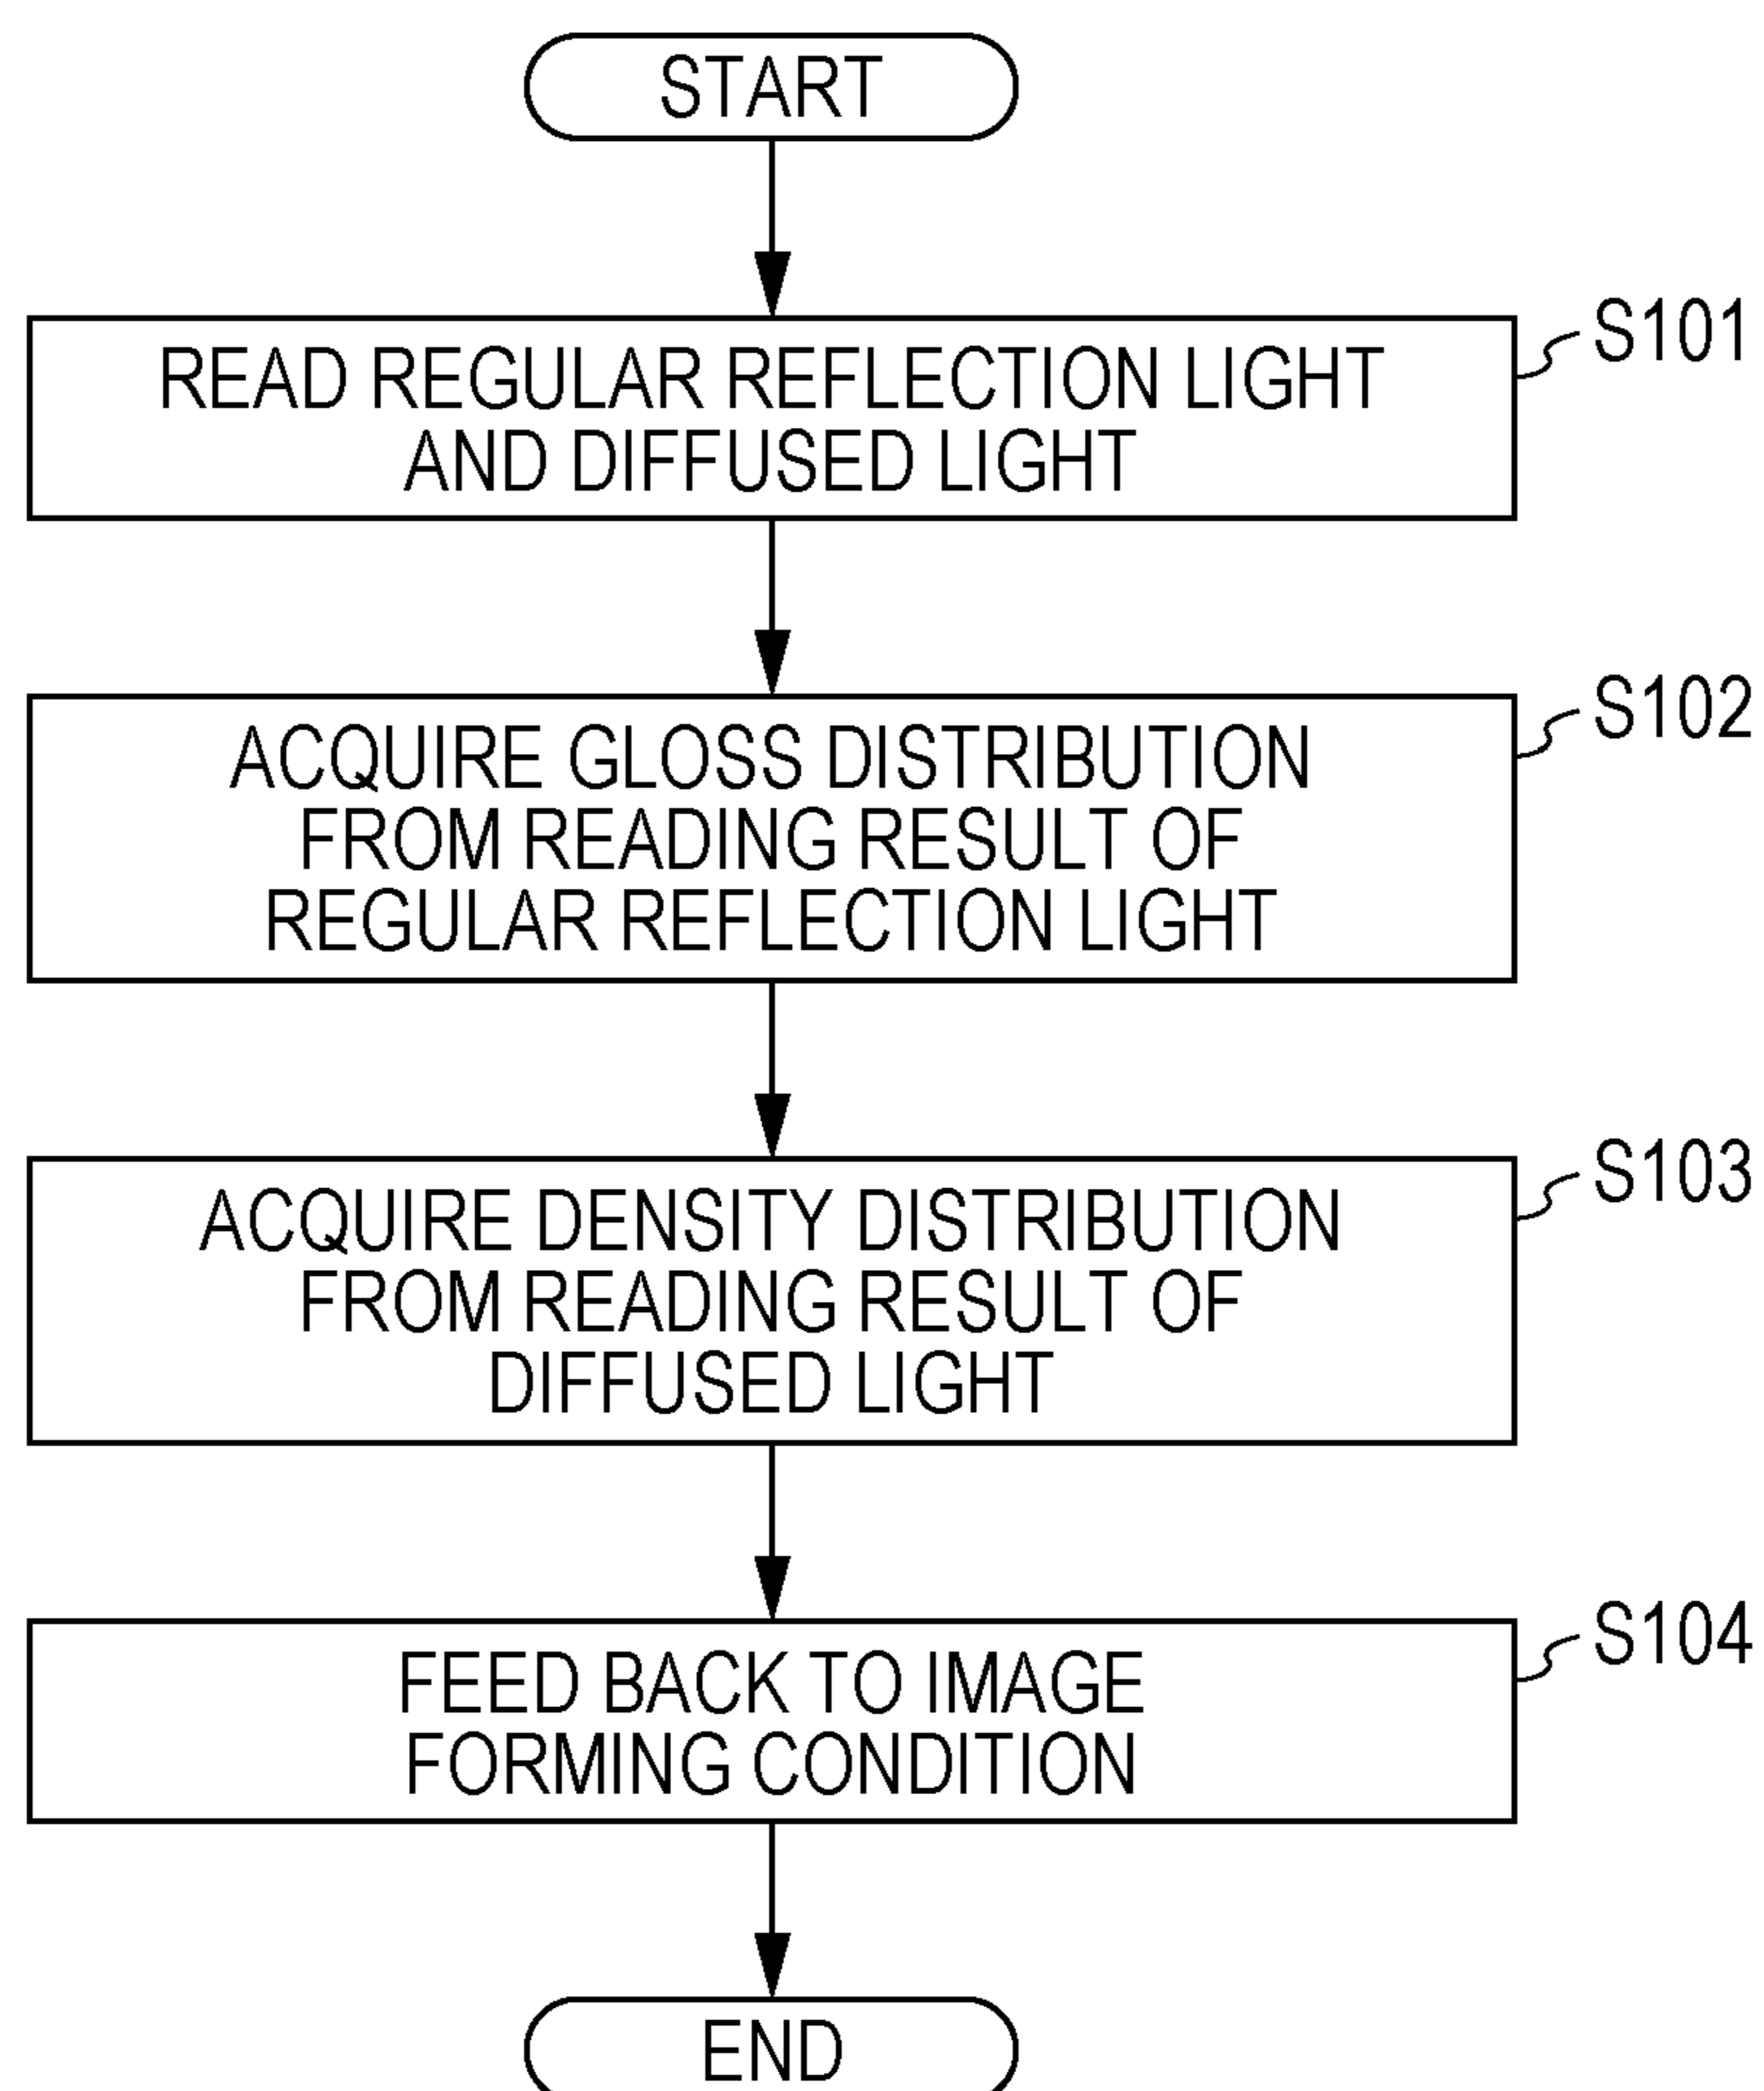 START
S101
READ REGULAR REFLECTION LIGHT
AND DIFFUSED LIGHT
S102
ACQUIRE GLOSS DISTRIBUTION
FROM READING RESULT OF
REGULAR REFLECTION LIGHT
S103
ACQUIRE DENSITY DISTRIBUTION
FROM READING RESULT OF
DIFFUSED LIGHT
S104
FEED BACK TO IMAGE
FORMING CONDITION
END